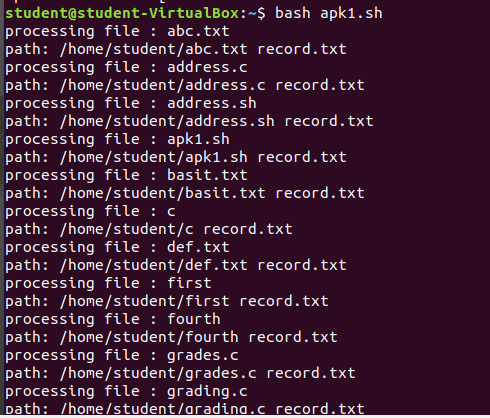 student@student-VirtualBox:~$ bash apk1.sh
processing file : abc.txt
path: /home/student/abc.txt record.txt
processing file : address.c
path: /home/student/address.c record.txt
processing file : address.sh
path: /home/student/address.sh record.txt
processing file : apk1.sh
path: /home/student/apk1.sh record.txt
processing file : basit.txt
path: /home/student/basit.txt record.txt
processing file : c
path: /home/student/c record.txt
processing file : def.txt
path: /home/student/def.txt record.txt
processing file : first
path: /home/student/first record.txt
processing file : fourth
path: /home/student/fourth record.txt
processing file : grades.c
path: /home/student/grades.c record.txt
processing file : grading.c
path: /home/student/grading.c record.txt